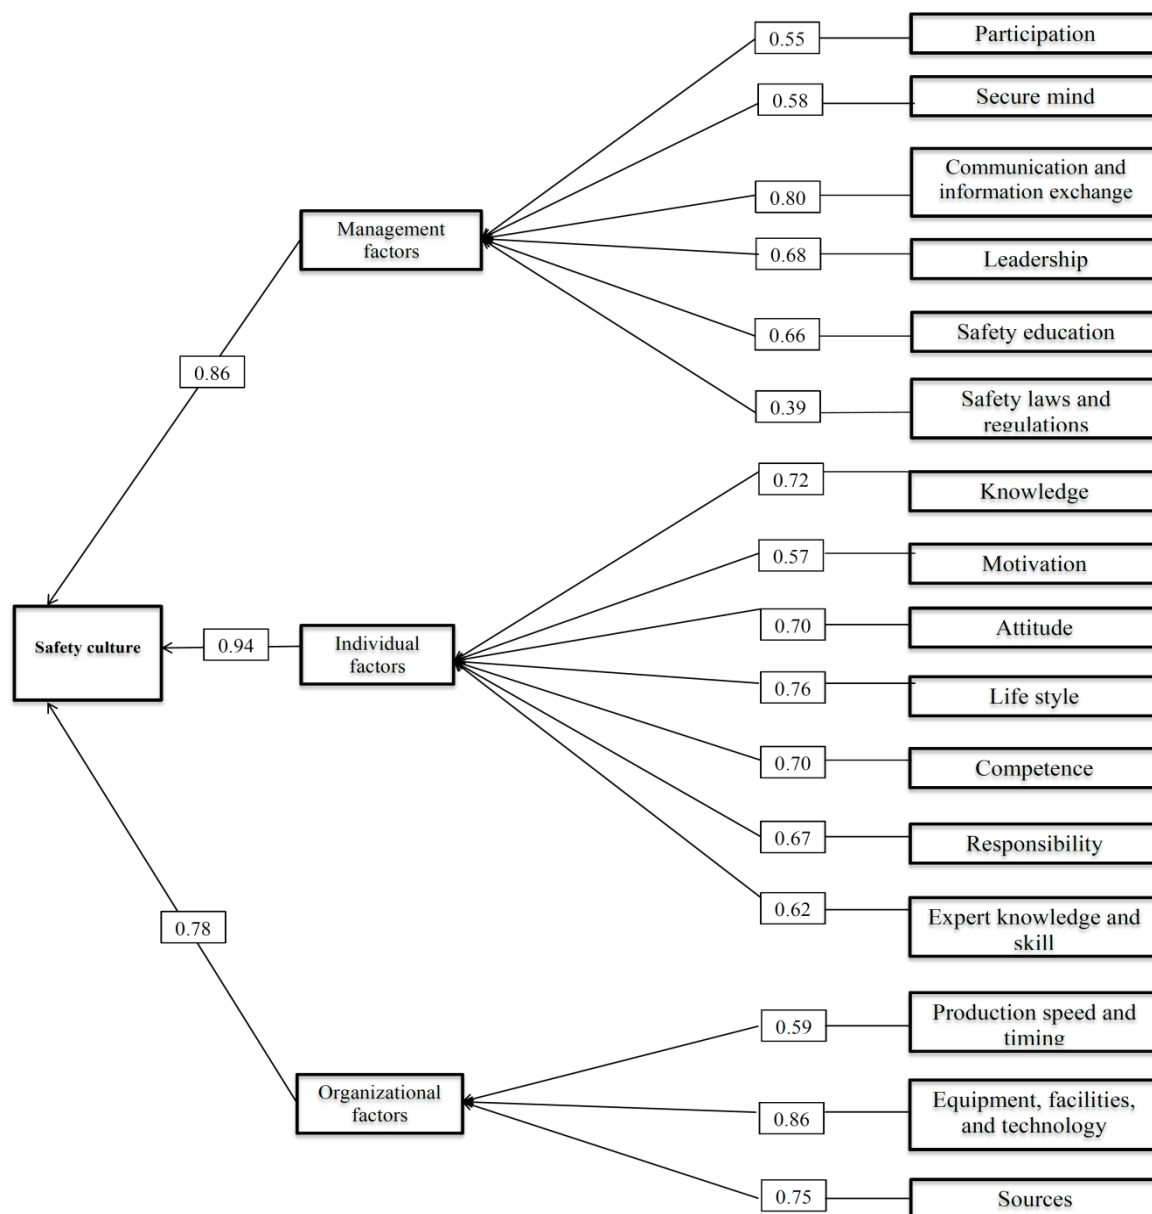 0.55
Participation
0.58
Secure mind
0.80
Communication and
information exchange
Management
factors
0.68
Leadership
0.66
Safety education
0.86
0.39
Safety laws and
regulations
0.72
Knowledge
0.57
Motivation
0.70
Attitude
Safety culture
0.94
Individual
factors
0.76
Life style
0.70
Competence
0.67
Responsibility
0.62
Expert knowledge and
skill
0.78
0.59
Production speed and
timing
Organizational
factors
0.86
Equipment, facilities,
and technology
0.75
Sources